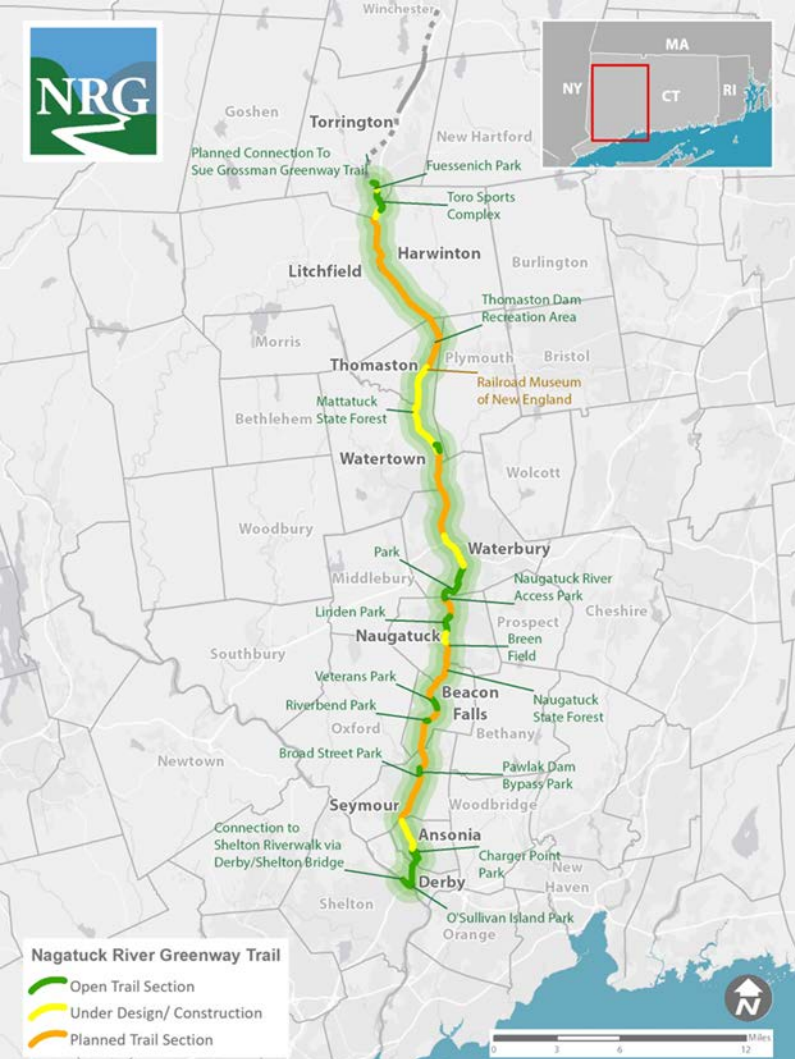 Winchester
NRG
MA
NY
CT
RI
Goshen
Torrington
New Hartford
Planned Connection To
Sue Grossman Greenway Trail
Fuessenich Park
Toro Sports
Complex
Harwinton
Litchfield
Burlington
Thomaston Dam
Recreation Area
Morris
Thomaston
Plymouth
Bristol
Railroad Museum
of New England
Mattatuck
State Forest
Bethlehem
Watertown
Wolcott
Woodbury
Waterbury
Park
Middlebury
Naugatuck River
Access Park
Cheshire
Linden Park
Prospect
Naugatuck
Breen
Field
Southbury
Veterans Park
Beacon
Falls
Riverbend Park
Naugatuck
State Forest
Oxford
Bethany
Newtown
Broad Street Park
Pawlak Dam
Bypass Park
Seymour
Woodbridge
Connection to
Shelton Riverwalk via
Derby/Shelton Bridge
Ansonia
Charger Point
Park
New
Haven
Derby
Shelton
O'Sullivan Island Park
Orange
Nagatuck River Greenway Trail
Open Trail Section
Under Design/ Construction
Planned Trail Section
N
Miles
0 3 6 12